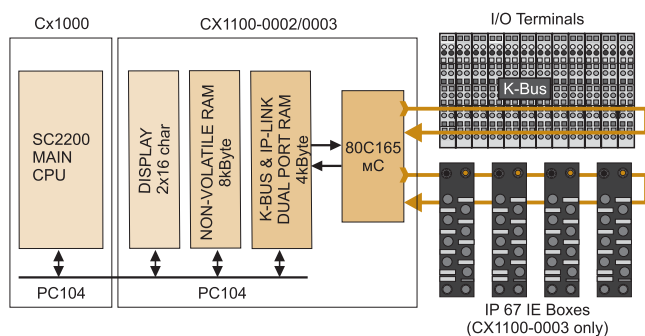 Cx1000
CX1100-0002/0003
I/O Terminals
SC2200
MAIN
CPU
DISPLAY
2x16 char
NON-VOLATILE RAM
8kByte
K-BUS & IP-LINK
DUAL PORT RAM
4kByte
80C165
мC
K-Bus
PC104
PC104
IP 67 IE Boxes
(CX1100-0003 only)